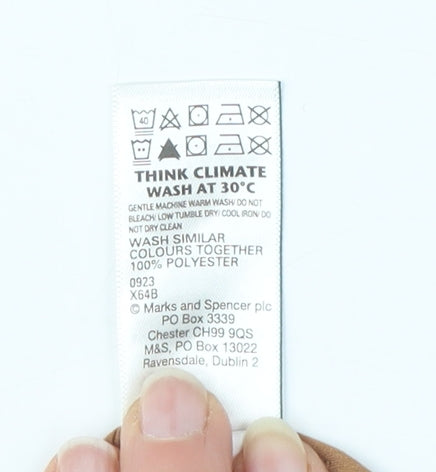 40
THINK CLIMATE
WASH AT 30°C
GENTLE MACHINE WARM WASH/ DO NOT
BLEACH/ LOW TUMBLE DRY/ COOL IRON/ DO
NOT DRY CLEAN
WASH SIMILAR
COLOURS TOGETHER
100% POLYESTER
0923
X64B
© Marks and Spencer plc
PO Box 3339
Chester CH99 9QS
M&S, PO Box 13022
Ravensdale, Dublin 2